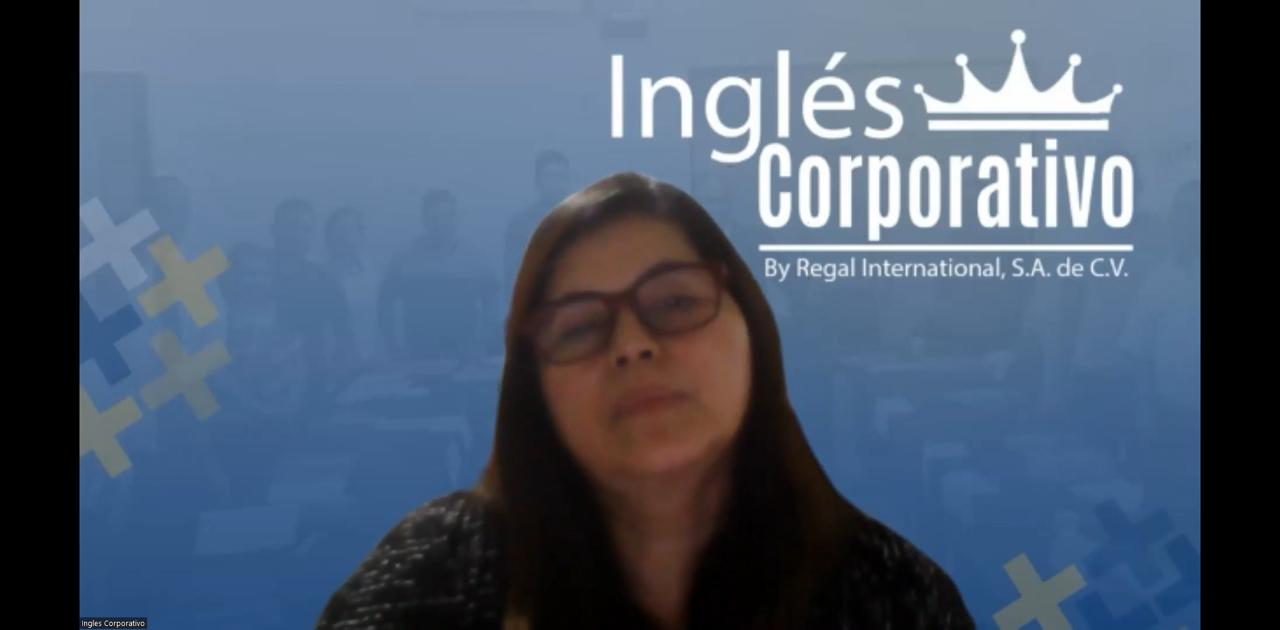 Inglés
Corporativo
By Regal International, S.A. de C.V.
Ingles Corporativo